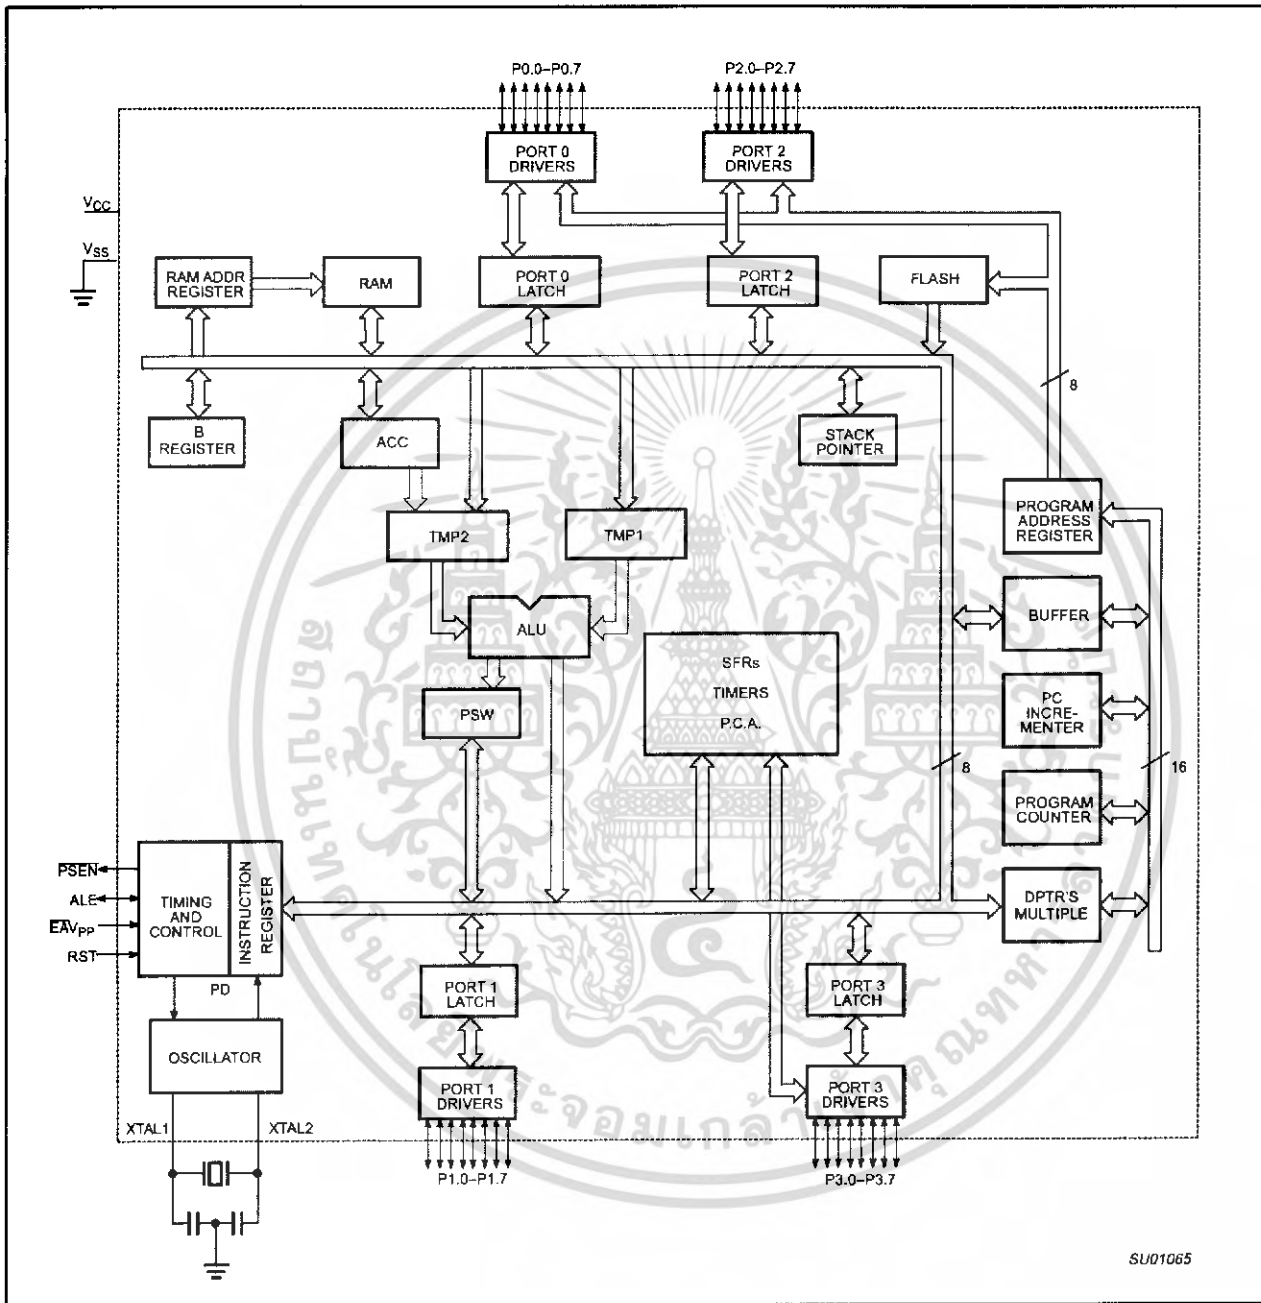 P0.0–P0.7
P2.0–P2.7
PORT 0
DRIVERS
PORT 2
DRIVERS
VCC
VSS
RAM ADDR
REGISTER
RAM
PORT 0
LATCH
PORT 2
LATCH
FLASH
8
B
REGISTER
ACC
STACK
POINTER
PROGRAM
ADDRESS
REGISTER
TMP2
TMP1
BUFFER
ALU
SFRs
TIMERS
P.C.A.
PSW
PC
INCRE-
MENTER
8
16
PROGRAM
COUNTER
PSEN
ALE
EAVPP
RST
TIMING
AND
CONTROL
INSTRUCTION
REGISTER
DPTR'S
MULTIPLE
PD
PORT 1
LATCH
PORT 3
LATCH
OSCILLATOR
PORT 1
DRIVERS
PORT 3
DRIVERS
XTAL1
XTAL2
P1.0–P1.7
P3.0–P3.7
SU01065